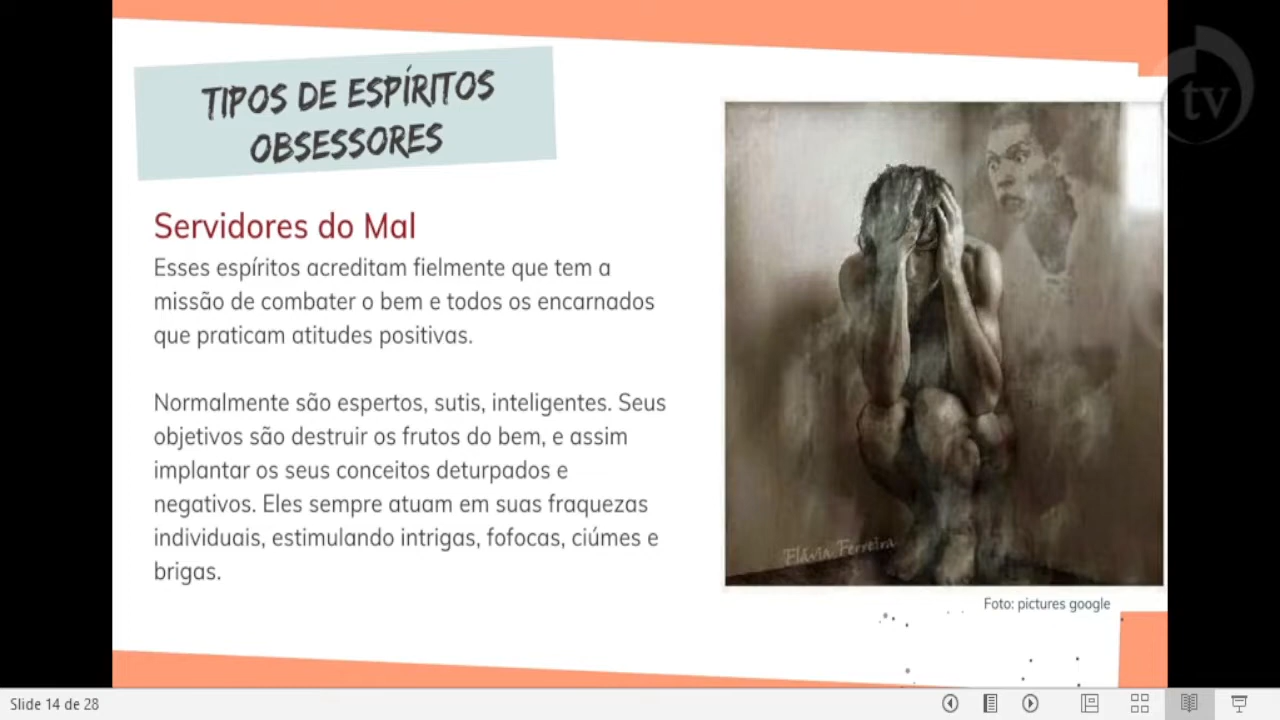 TIPOS DE ESPÍRITOS
OBSESSORES
tv
Servidores do Mal
Esses espíritos acreditam fielmente que tem a
missão de combater o bem e todos os encarnados
que praticam atitudes positivas.
Normalmente são espertos, sutis, inteligentes. Seus
objetivos são destruir os frutos do bem, e assim
implantar os seus conceitos deturpados e
negativos. Eles sempre atuam em suas fraquezas
individuais, estimulando intrigas, fofocas, ciúmes e
brigas.
Flávia Ferreira
Foto: pictures google
Slide 14 de 28